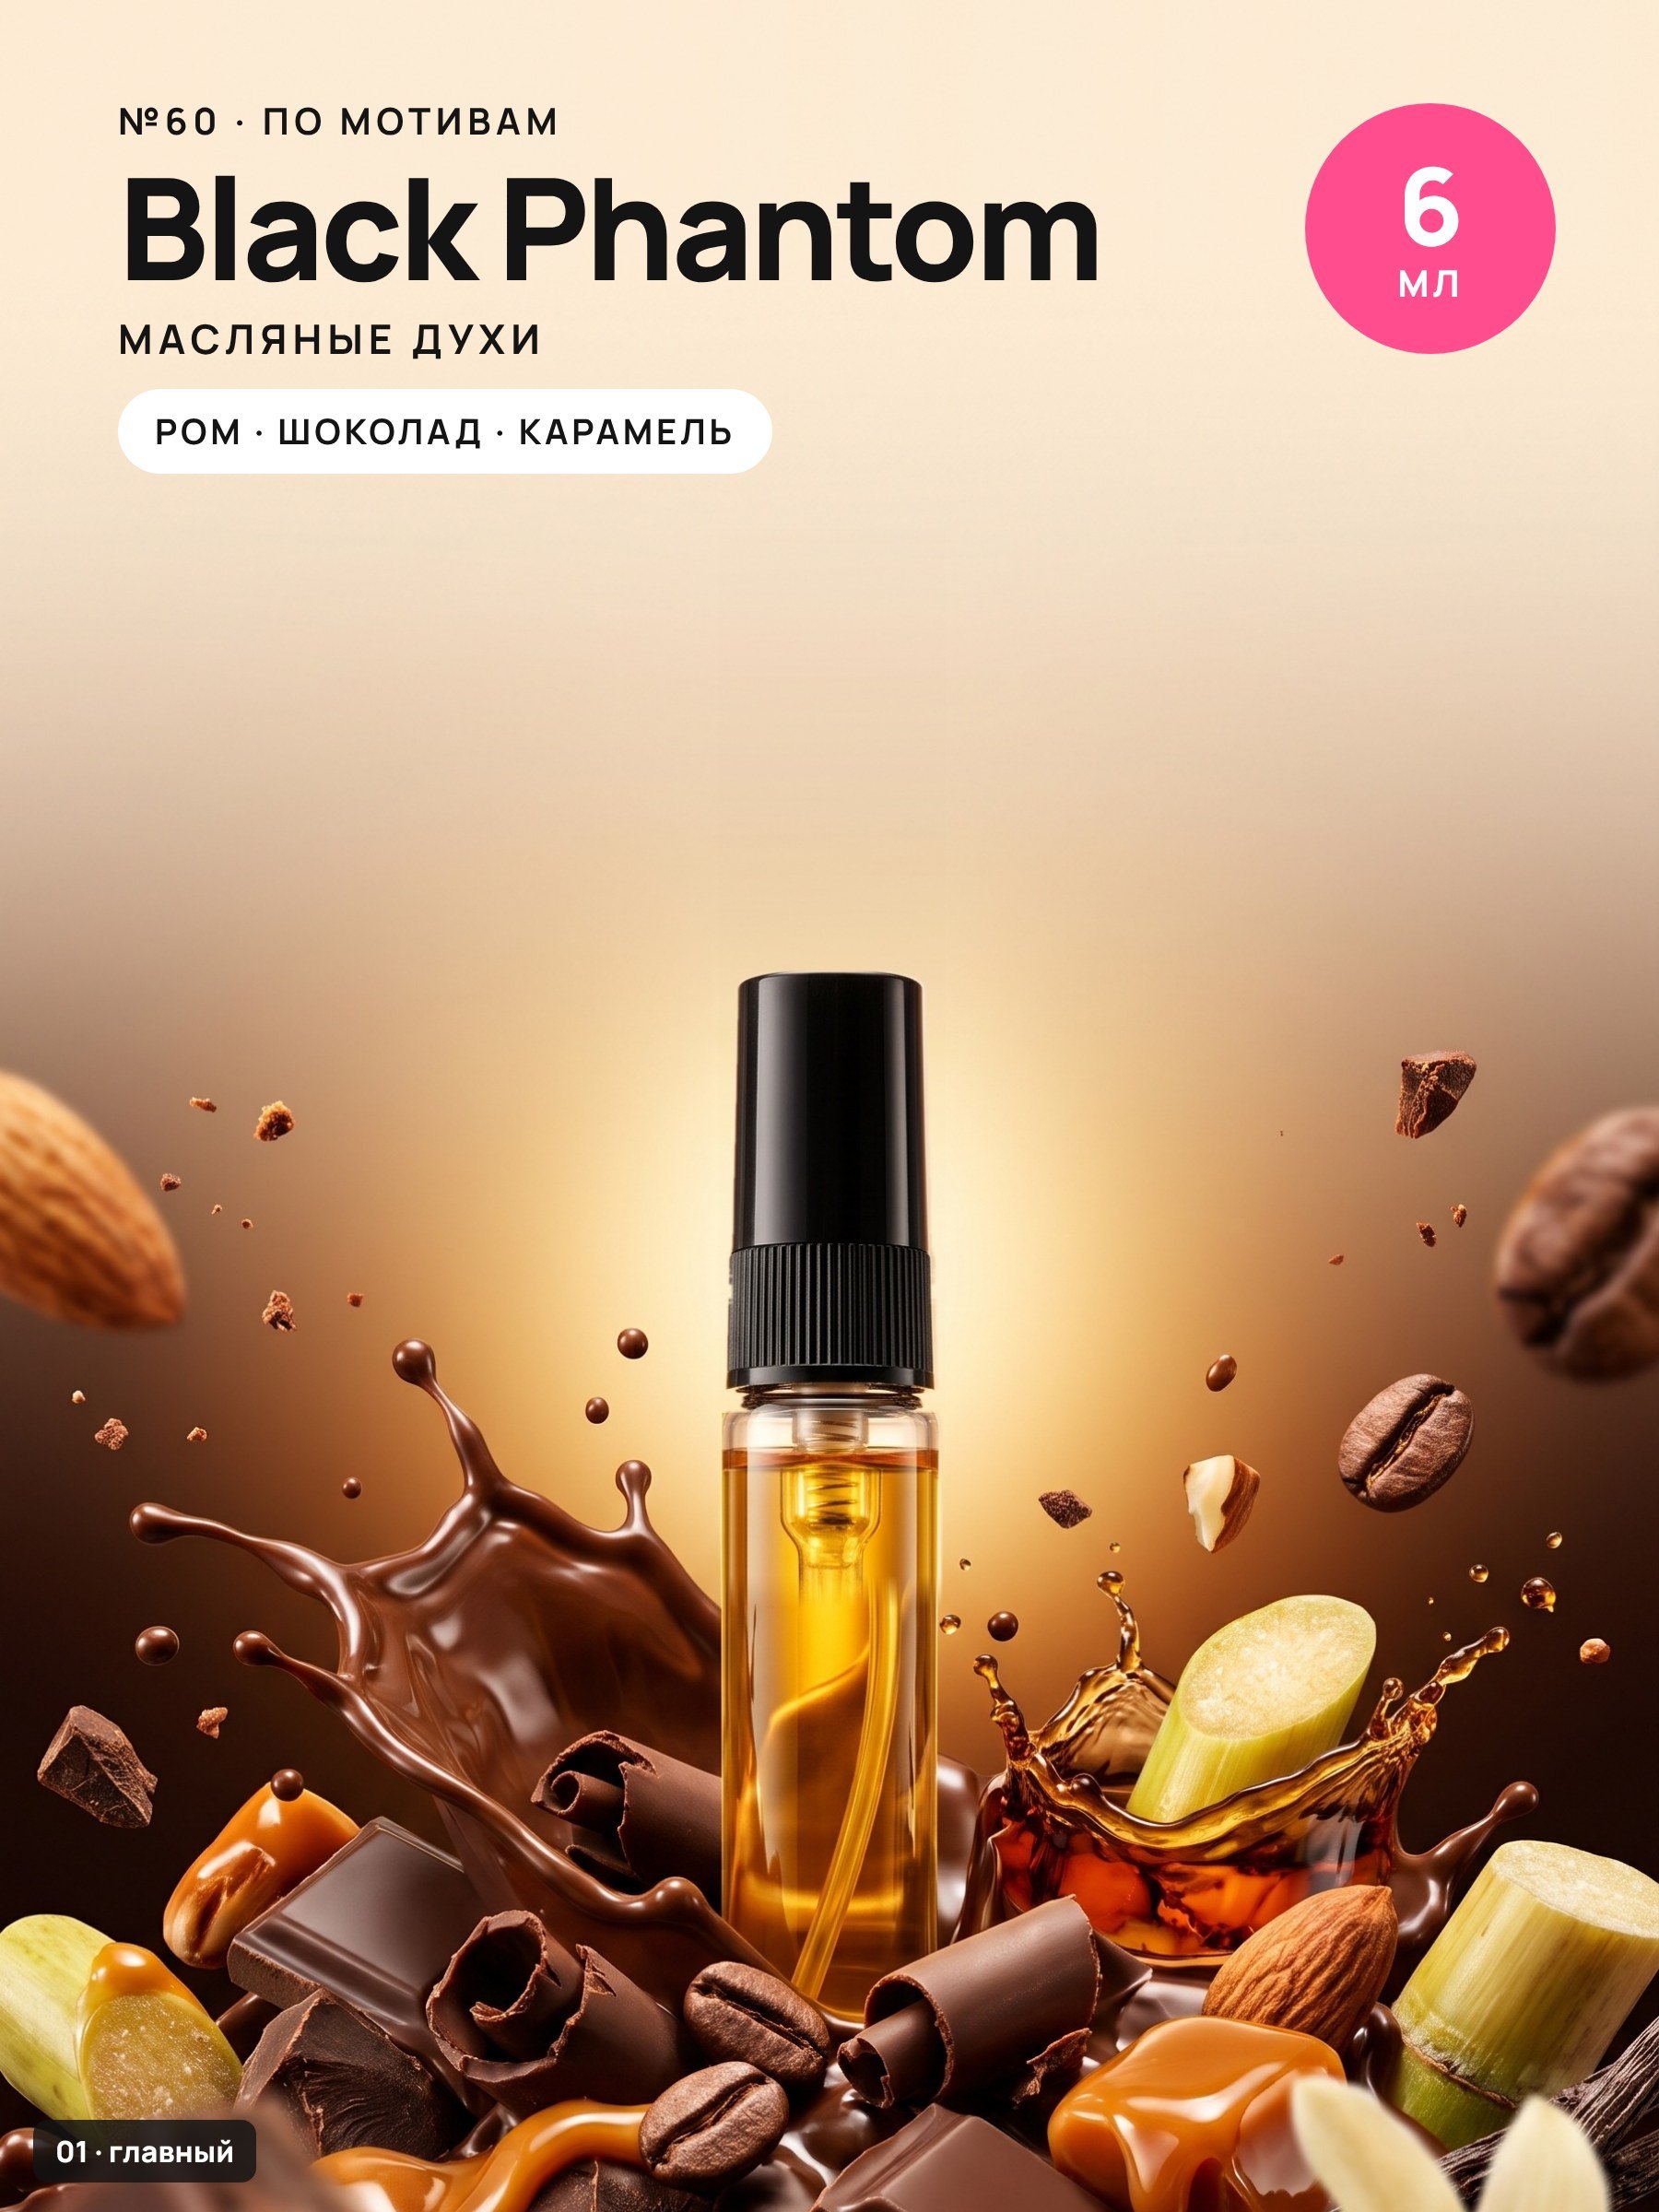 №60 · ПО МОТИВАМ
Black Phantom
МАСЛЯНЫЕ ДУХИ
РОМ · ШОКОЛАД · КАРАМЕЛЬ
6
МЛ
01 · главный